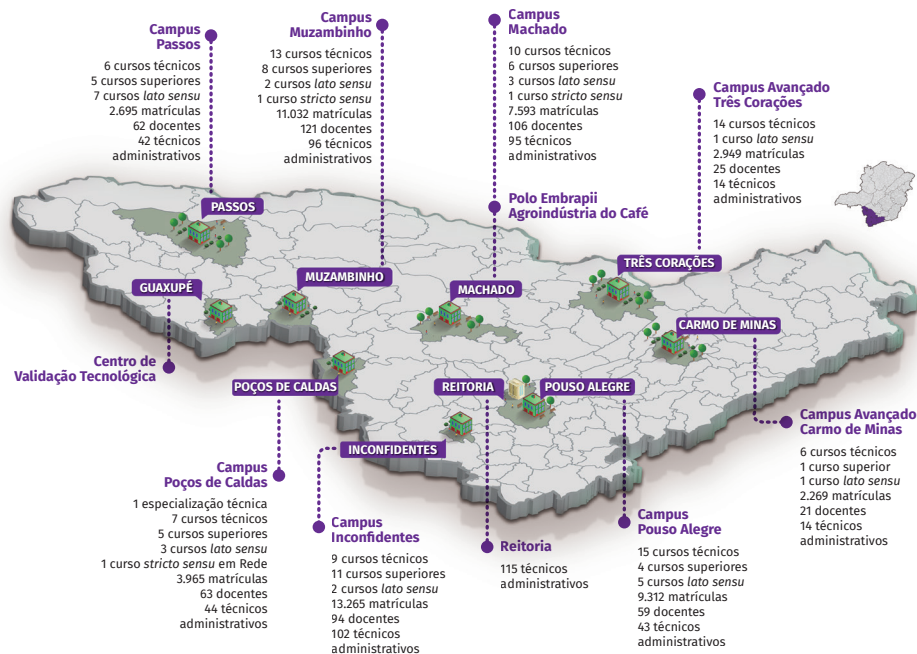 Campus
Passos
6 cursos técnicos
5 cursos superiores
7 cursos lato sensu
2.695 matrículas
62 docentes
42 técnicos
administrativos
Campus
Muzambinho
13 cursos técnicos
8 cursos superiores
2 cursos lato sensu
1 curso stricto sensu
11.032 matrículas
121 docentes
96 técnicos
administrativos
Campus
Machado
10 cursos técnicos
6 cursos superiores
3 cursos lato sensu
1 curso stricto sensu
7.593 matrículas
106 docentes
95 técnicos
administrativos
Polo Embrapii
Agroindústria do Café
Campus Avançado
Três Corações
14 cursos técnicos
1 curso lato sensu
2.949 matrículas
25 docentes
14 técnicos
administrativos
PASSOS
GUAXUPÉ
MUZAMBINHO
MACHADO
TRÊS CORAÇÕES
CARMO DE MINAS
POÇOS DE CALDAS
REITORIA
POUSO ALEGRE
INCONFIDENTES
Centro de
Validação Tecnológica
Campus
Poços de Caldas
1 especialização técnica
7 cursos técnicos
5 cursos superiores
3 cursos lato sensu
1 curso stricto sensu em Rede
3.965 matrículas
63 docentes
44 técnicos
administrativos
Campus
Inconfidentes
9 cursos técnicos
11 cursos superiores
2 cursos lato sensu
13.265 matrículas
94 docentes
102 técnicos
administrativos
Reitoria
115 técnicos
administrativos
Campus
Pouso Alegre
15 cursos técnicos
4 cursos superiores
5 cursos lato sensu
9.312 matrículas
59 docentes
43 técnicos
administrativos
Campus Avançado
Carmo de Minas
6 cursos técnicos
1 curso superior
1 curso lato sensu
2.269 matrículas
21 docentes
14 técnicos
administrativos